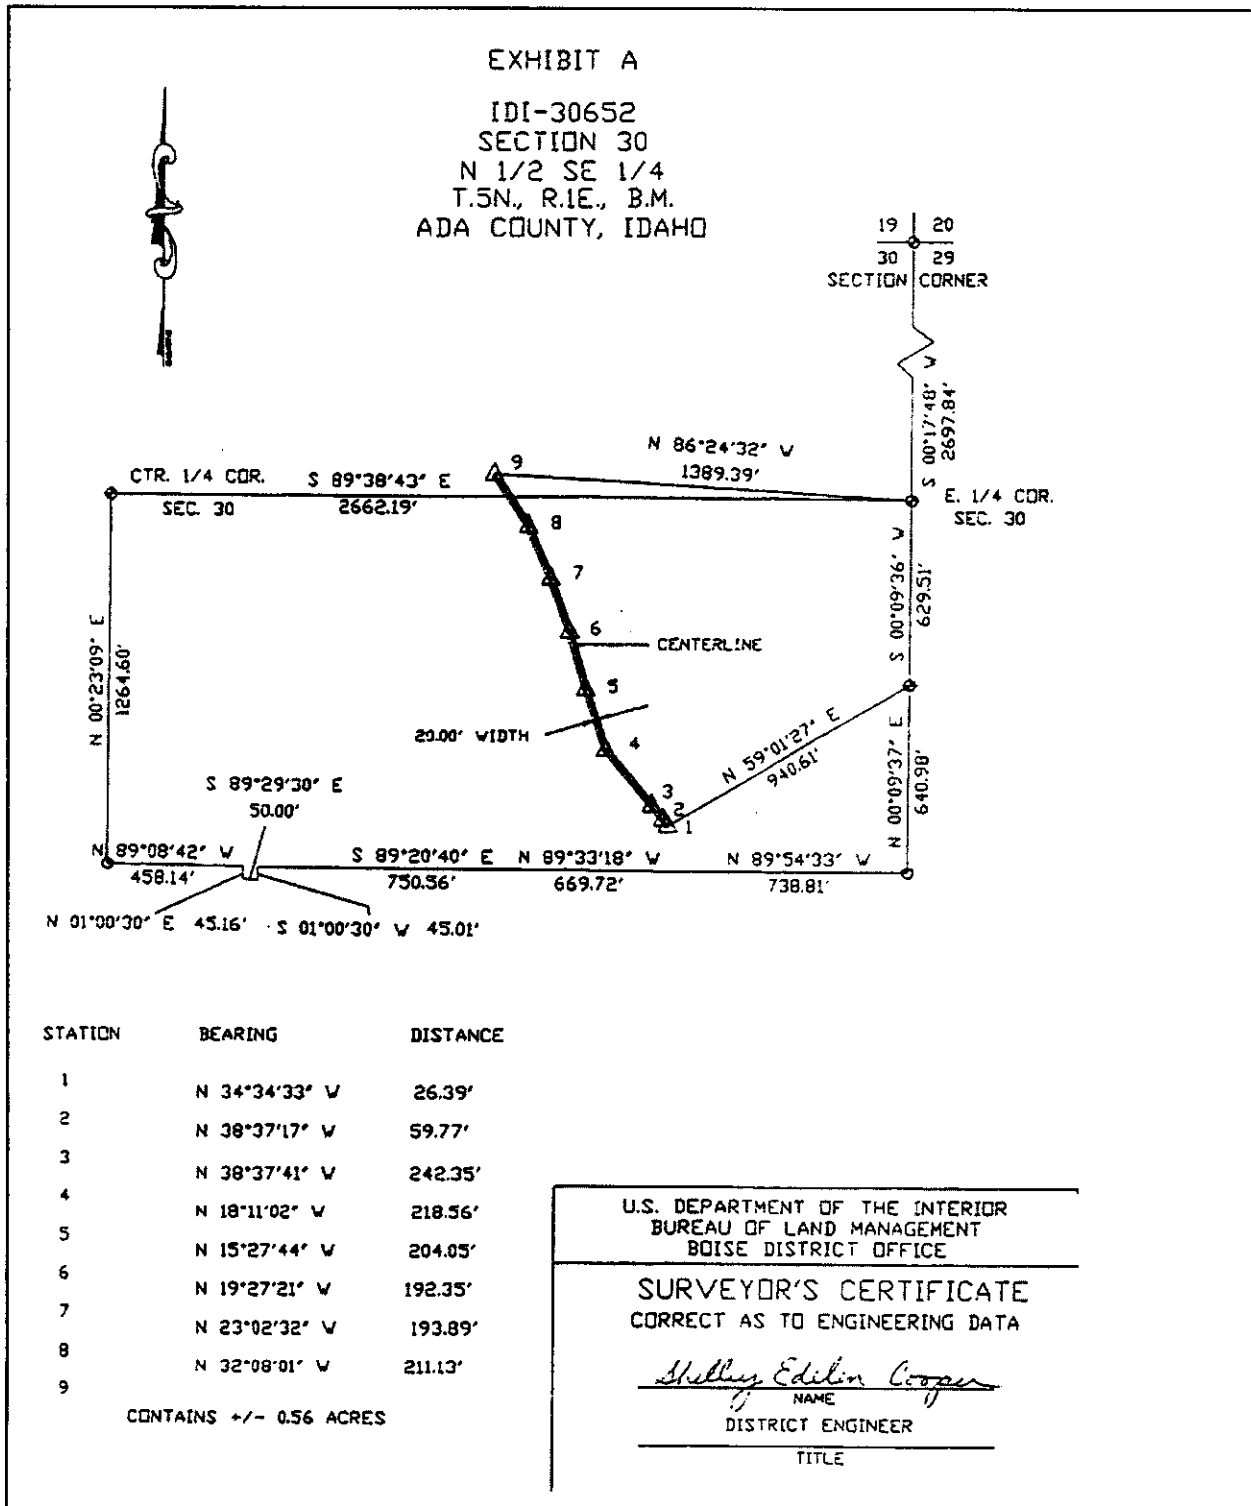 EXHIBIT A
IDI-30652
SECTION 30
N 1/2 SE 1/4
T.5N., R.1E., B.M.
ADA COUNTY, IDAHO
19 20
30 29
SECTION CORNER
S 00°17'48" W
2697.84'
N 86°24'32" W
1389.39'
9
CTR. 1/4 COR.
SEC. 30
S 89°38'43" E
2662.19'
E. 1/4 COR.
SEC. 30
8
7
6
CENTERLINE
S 00°09'36" W
629.51'
N 00°23'09" E
1264.60'
5
20.00' WIDTH
4
N 59°01'27" E
940.61'
N 00°09'37" E
640.98'
3
2
1
S 89°29'30" E
50.00'
N 89°08'42" W
458.14'
S 89°20'40" E
750.56'
N 89°33'18" W
669.72'
N 89°54'33" W
738.81'
N 01°00'30" E 45.16'
S 01°00'30" W 45.01'
STATION BEARING DISTANCE
1
N 34°34'33" W 26.39'
2
N 38°37'17" W 59.77'
3
N 38°37'41" W 242.35'
4
N 18°11'02" W 218.56'
5
N 15°27'44" W 204.05'
6
N 19°27'21" W 192.35'
7
N 23°02'32" W 193.89'
8
N 32°08'01" W 211.13'
9
CONTAINS +/- 0.56 ACRES
U.S. DEPARTMENT OF THE INTERIOR
BUREAU OF LAND MANAGEMENT
BOISE DISTRICT OFFICE
SURVEYOR'S CERTIFICATE
CORRECT AS TO ENGINEERING DATA
Shelley Edilin Cooper
NAME
DISTRICT ENGINEER
TITLE